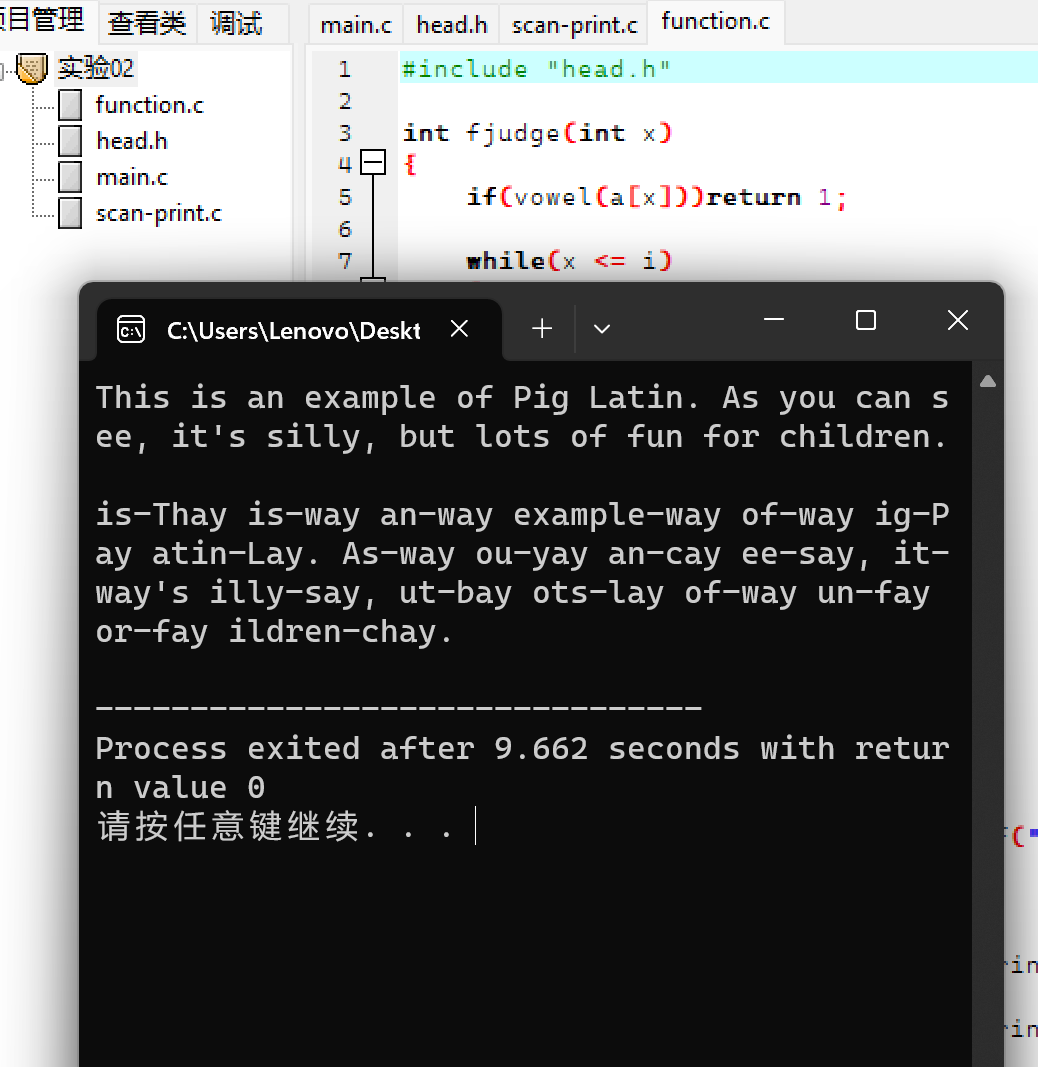 项目管理 查看类 调试
main.c head.h scan-print.c function.c
实验02
function.c
head.h
main.c
scan-print.c
1 #include "head.h"
2
3 int fjudge(int x)
4 {
5 if(vowel(a[x]))return 1;
6
7 while(x <= i)
C:\Users\Lenovo\Deskt
This is an example of Pig Latin. As you can s
ee, it's silly, but lots of fun for children.
is-Thay is-way an-way example-way of-way ig-P
ay atin-Lay. As-way ou-yay an-cay ee-say, it-
way's illy-say, ut-bay ots-lay of-way un-fay
or-fay ildren-chay.
--------------------------------
Process exited after 9.662 seconds with retur
n value 0
请按任意键继续. . .